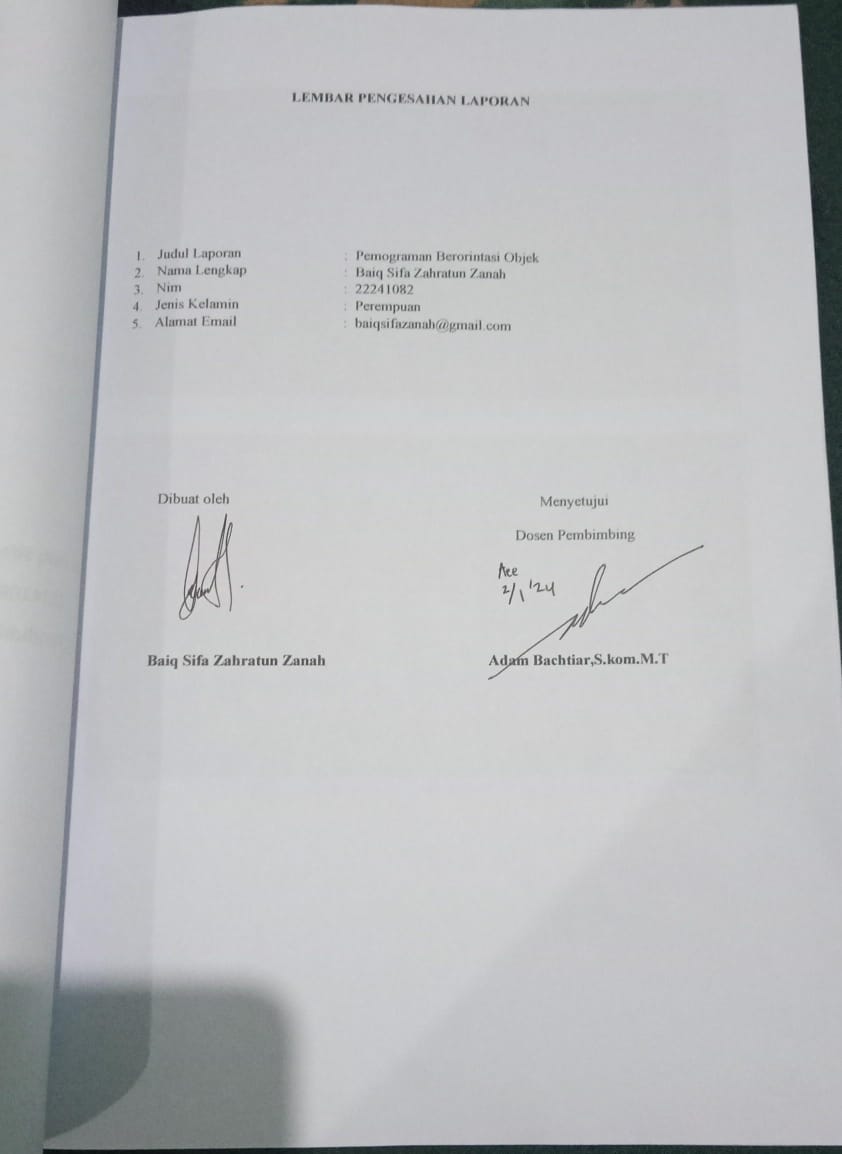 LEMBAR PENGESAHAN LAPORAN
1. Judul Laporan : Pemograman Berorintasi Objek
2. Nama Lengkap : Baiq Sifa Zahratun Zanah
3. Nim : 22241082
4. Jenis Kelamin : Perempuan
5. Alamat Email : baiqsifazanah@gmail.com
Dibuat oleh
Menyetujui
Dosen Pembimbing
Acc
2/1 '24
Baiq Sifa Zahratun Zanah
Adam Bachtiar,S.kom.M.T